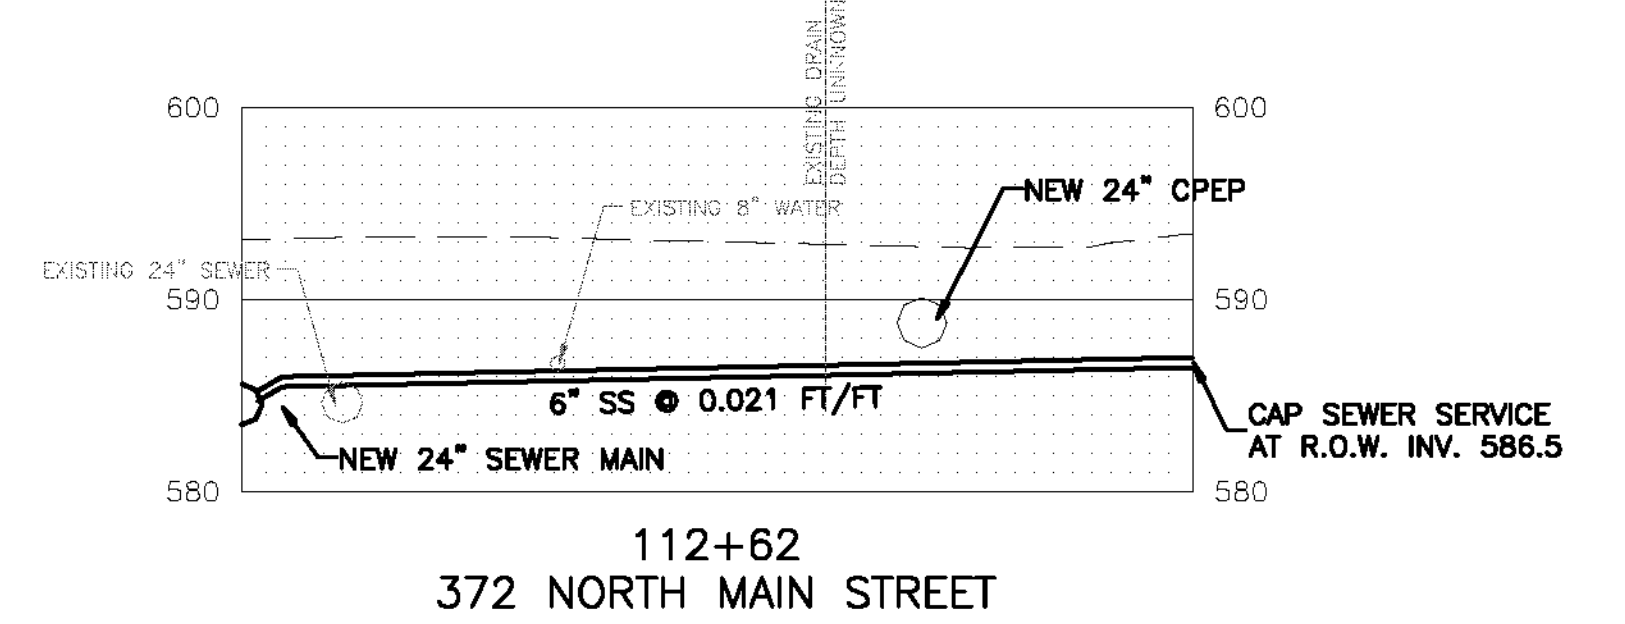 EXISTING DRAIN
DEPTH UNKNOWN
600
600
NEW 24" CPEP
EXISTING 8" WATER
EXISTING 24" SEWER
590
590
6" SS @ 0.021 FT/FT
CAP SEWER SERVICE
AT R.O.W. INV. 586.5
NEW 24" SEWER MAIN
580
580
112+62
372 NORTH MAIN STREET